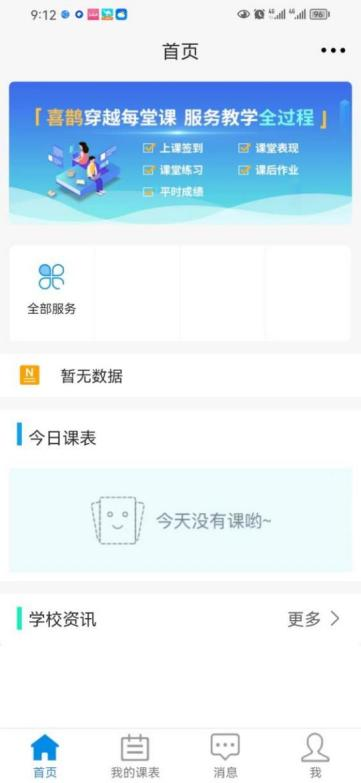 9:12
4G 4G 96
首页
「喜鹊穿越每堂课 服务教学全过程」
上课签到 课堂表现
课堂练习 课后作业
平时成绩
全部服务
N 暂无数据
今日课表
今天没有课哟~
学校资讯 更多
首页 我的课表 消息 我